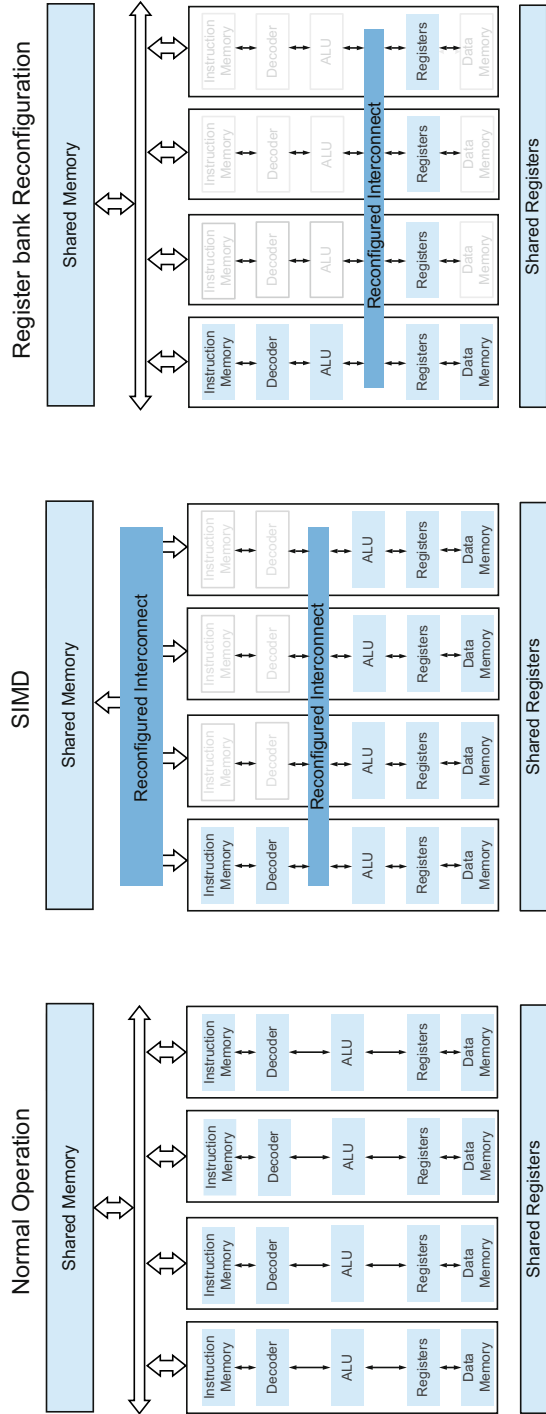 Normal Operation
Shared Memory
Instruction
Memory
Decoder
ALU
Registers
Data
Memory
Instruction
Memory
Decoder
ALU
Registers
Data
Memory
Instruction
Memory
Decoder
ALU
Registers
Data
Memory
Instruction
Memory
Decoder
ALU
Registers
Data
Memory
Shared Registers
SIMD
Shared Memory
Reconfigured Interconnect
Instruction
Memory
Decoder
ALU
Registers
Data
Memory
Instruction
Memory
Decoder
ALU
Registers
Data
Memory
Instruction
Memory
Decoder
ALU
Registers
Data
Memory
Instruction
Memory
Decoder
ALU
Registers
Data
Memory
Reconfigured Interconnect
Shared Registers
Register bank Reconfiguration
Shared Memory
Instruction
Memory
Decoder
ALU
Registers
Data
Memory
Instruction
Memory
Decoder
ALU
Registers
Data
Memory
Instruction
Memory
Decoder
ALU
Registers
Data
Memory
Instruction
Memory
Decoder
ALU
Registers
Data
Memory
Reconfigured Interconnect
Shared Registers